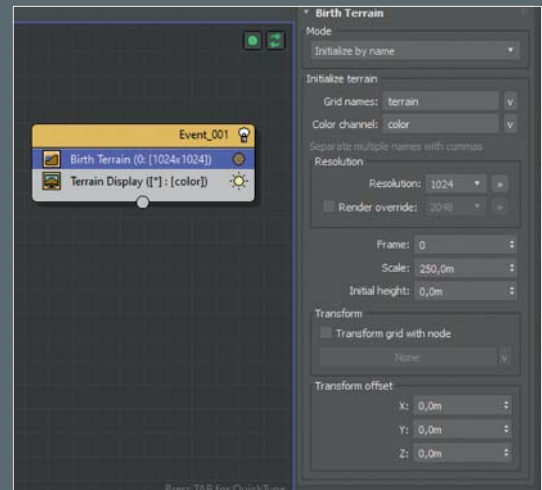 Event_001
Birth Terrain (0: [1024x1024])
Terrain Display ([*] : [color])
Press TAB for QuickType
Birth Terrain
Mode
Initialize by name
Initialize terrain
Grid names: terrain v
Color channel: color v
Separate multiple names with commas
Resolution
Resolution: 1024 »
Render override: 2048 »
Frame: 0
Scale: 250,0m
Initial height: 0,0m
Transform
Transform grid with node
None v
Transform offset
X: 0,0m
Y: 0,0m
Z: 0,0m